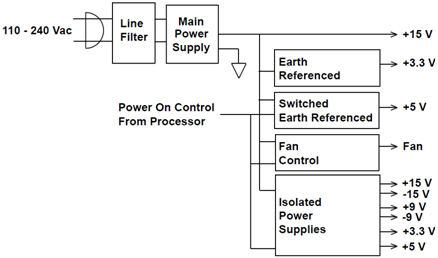 110 - 240 Vac
Line
Filter
Main
Power
Supply
+15 V
Earth
Referenced
+3.3 V
Power On Control
From Processor
Switched
Earth Referenced
+5 V
Fan
Control
Fan
Isolated
Power
Supplies
+15 V
-15 V
+9 V
-9 V
+3.3 V
+5 V